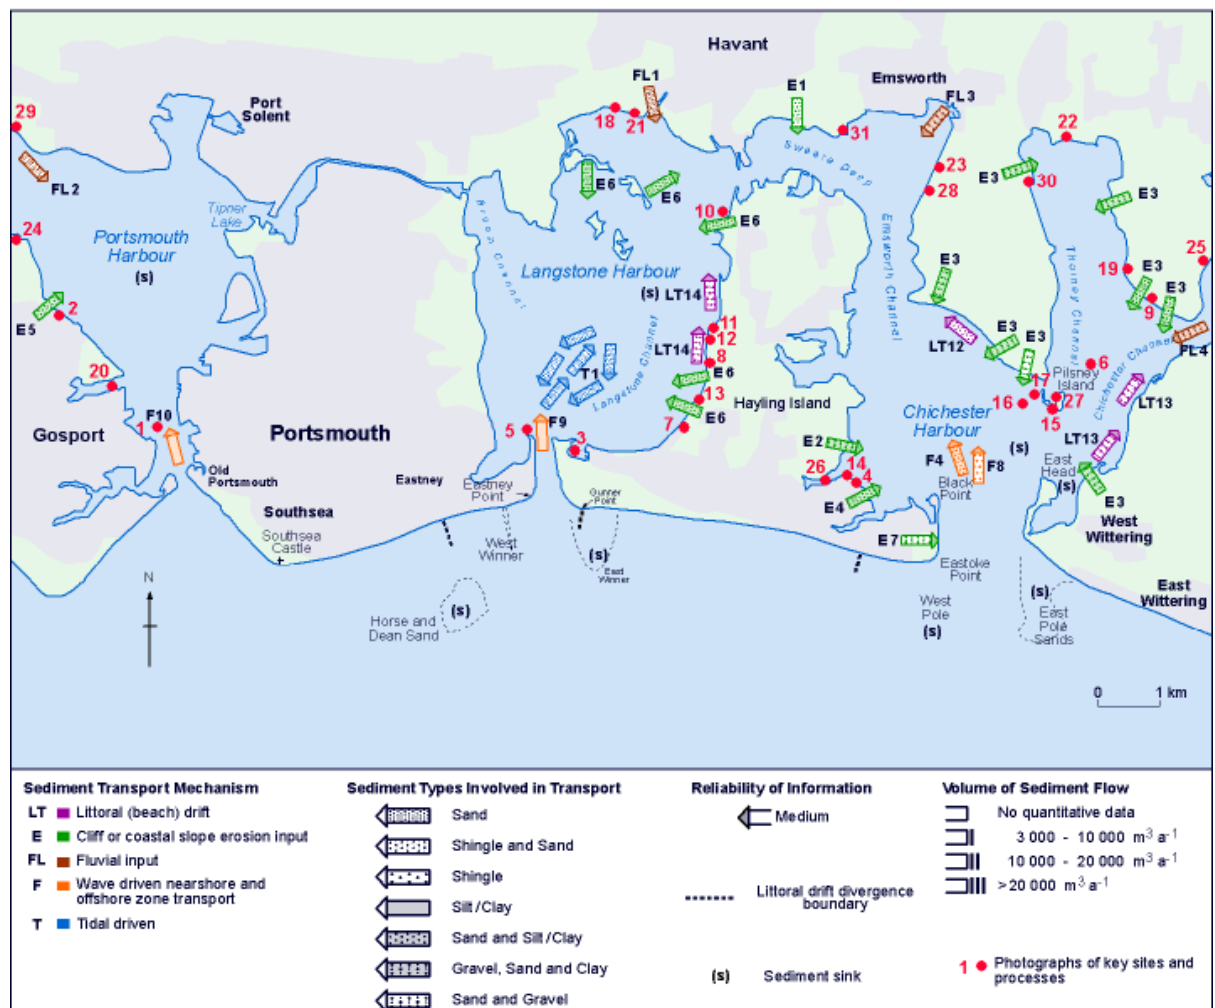 Havant
FL1
Emsworth
E1
FL3
Port
Solent
29
18
21
31
22
FL2
Sweare Deep
23
E3
30
28
E6
E6
Tipner
Lake
10
E6
E3
24
Portsmouth
Harbour
(s)
Broom Channel
Langstone Harbour
(s)
LT14
Emsworth Channel
Thorney Channel
25
19
E3
E3
E3
9
E5
2
11
12
LT14
8
E6
LT12
E3
E3
FL4
T1
Langstone Channel
Chichester Channel
6
Pilsney
Island
20
13
E6
7
Hayling Island
17
16
27
15
LT13
Gosport
F10
1
Portsmouth
5
F9
3
Chichester
Harbour
E2
(s)
LT13
Old
Portsmouth
Eastney
Eastney
Point
26
14
4
F4
F8
Black
Point
East
Head
(s)
E3
Gunner
Point
E4
Southsea
Southsea
Castle
West
Winner
(s)
East
Winner
E7
Eastoke
Point
West
Wittering
N
Horse and
Dean Sand
(s)
West
Pole
(s)
(s)
East
Pole
Sands
East
Wittering
0 1 km
Sediment Transport Mechanism
LT Littoral (beach) drift
E Cliff or coastal slope erosion input
FL Fluvial input
F Wave driven nearshore and
offshore zone transport
T Tidal driven
Sediment Types Involved in Transport
Sand
Shingle and Sand
Shingle
Silt/Clay
Sand and Silt/Clay
Gravel, Sand and Clay
Sand and Gravel
Reliability of Information
Medium
Littoral drift divergence
boundary
(s) Sediment sink
Volume of Sediment Flow
No quantitative data
3 000 - 10 000 m³ a⁻¹
10 000 - 20 000 m³ a⁻¹
>20 000 m³ a⁻¹
1 Photographs of key sites and
processes